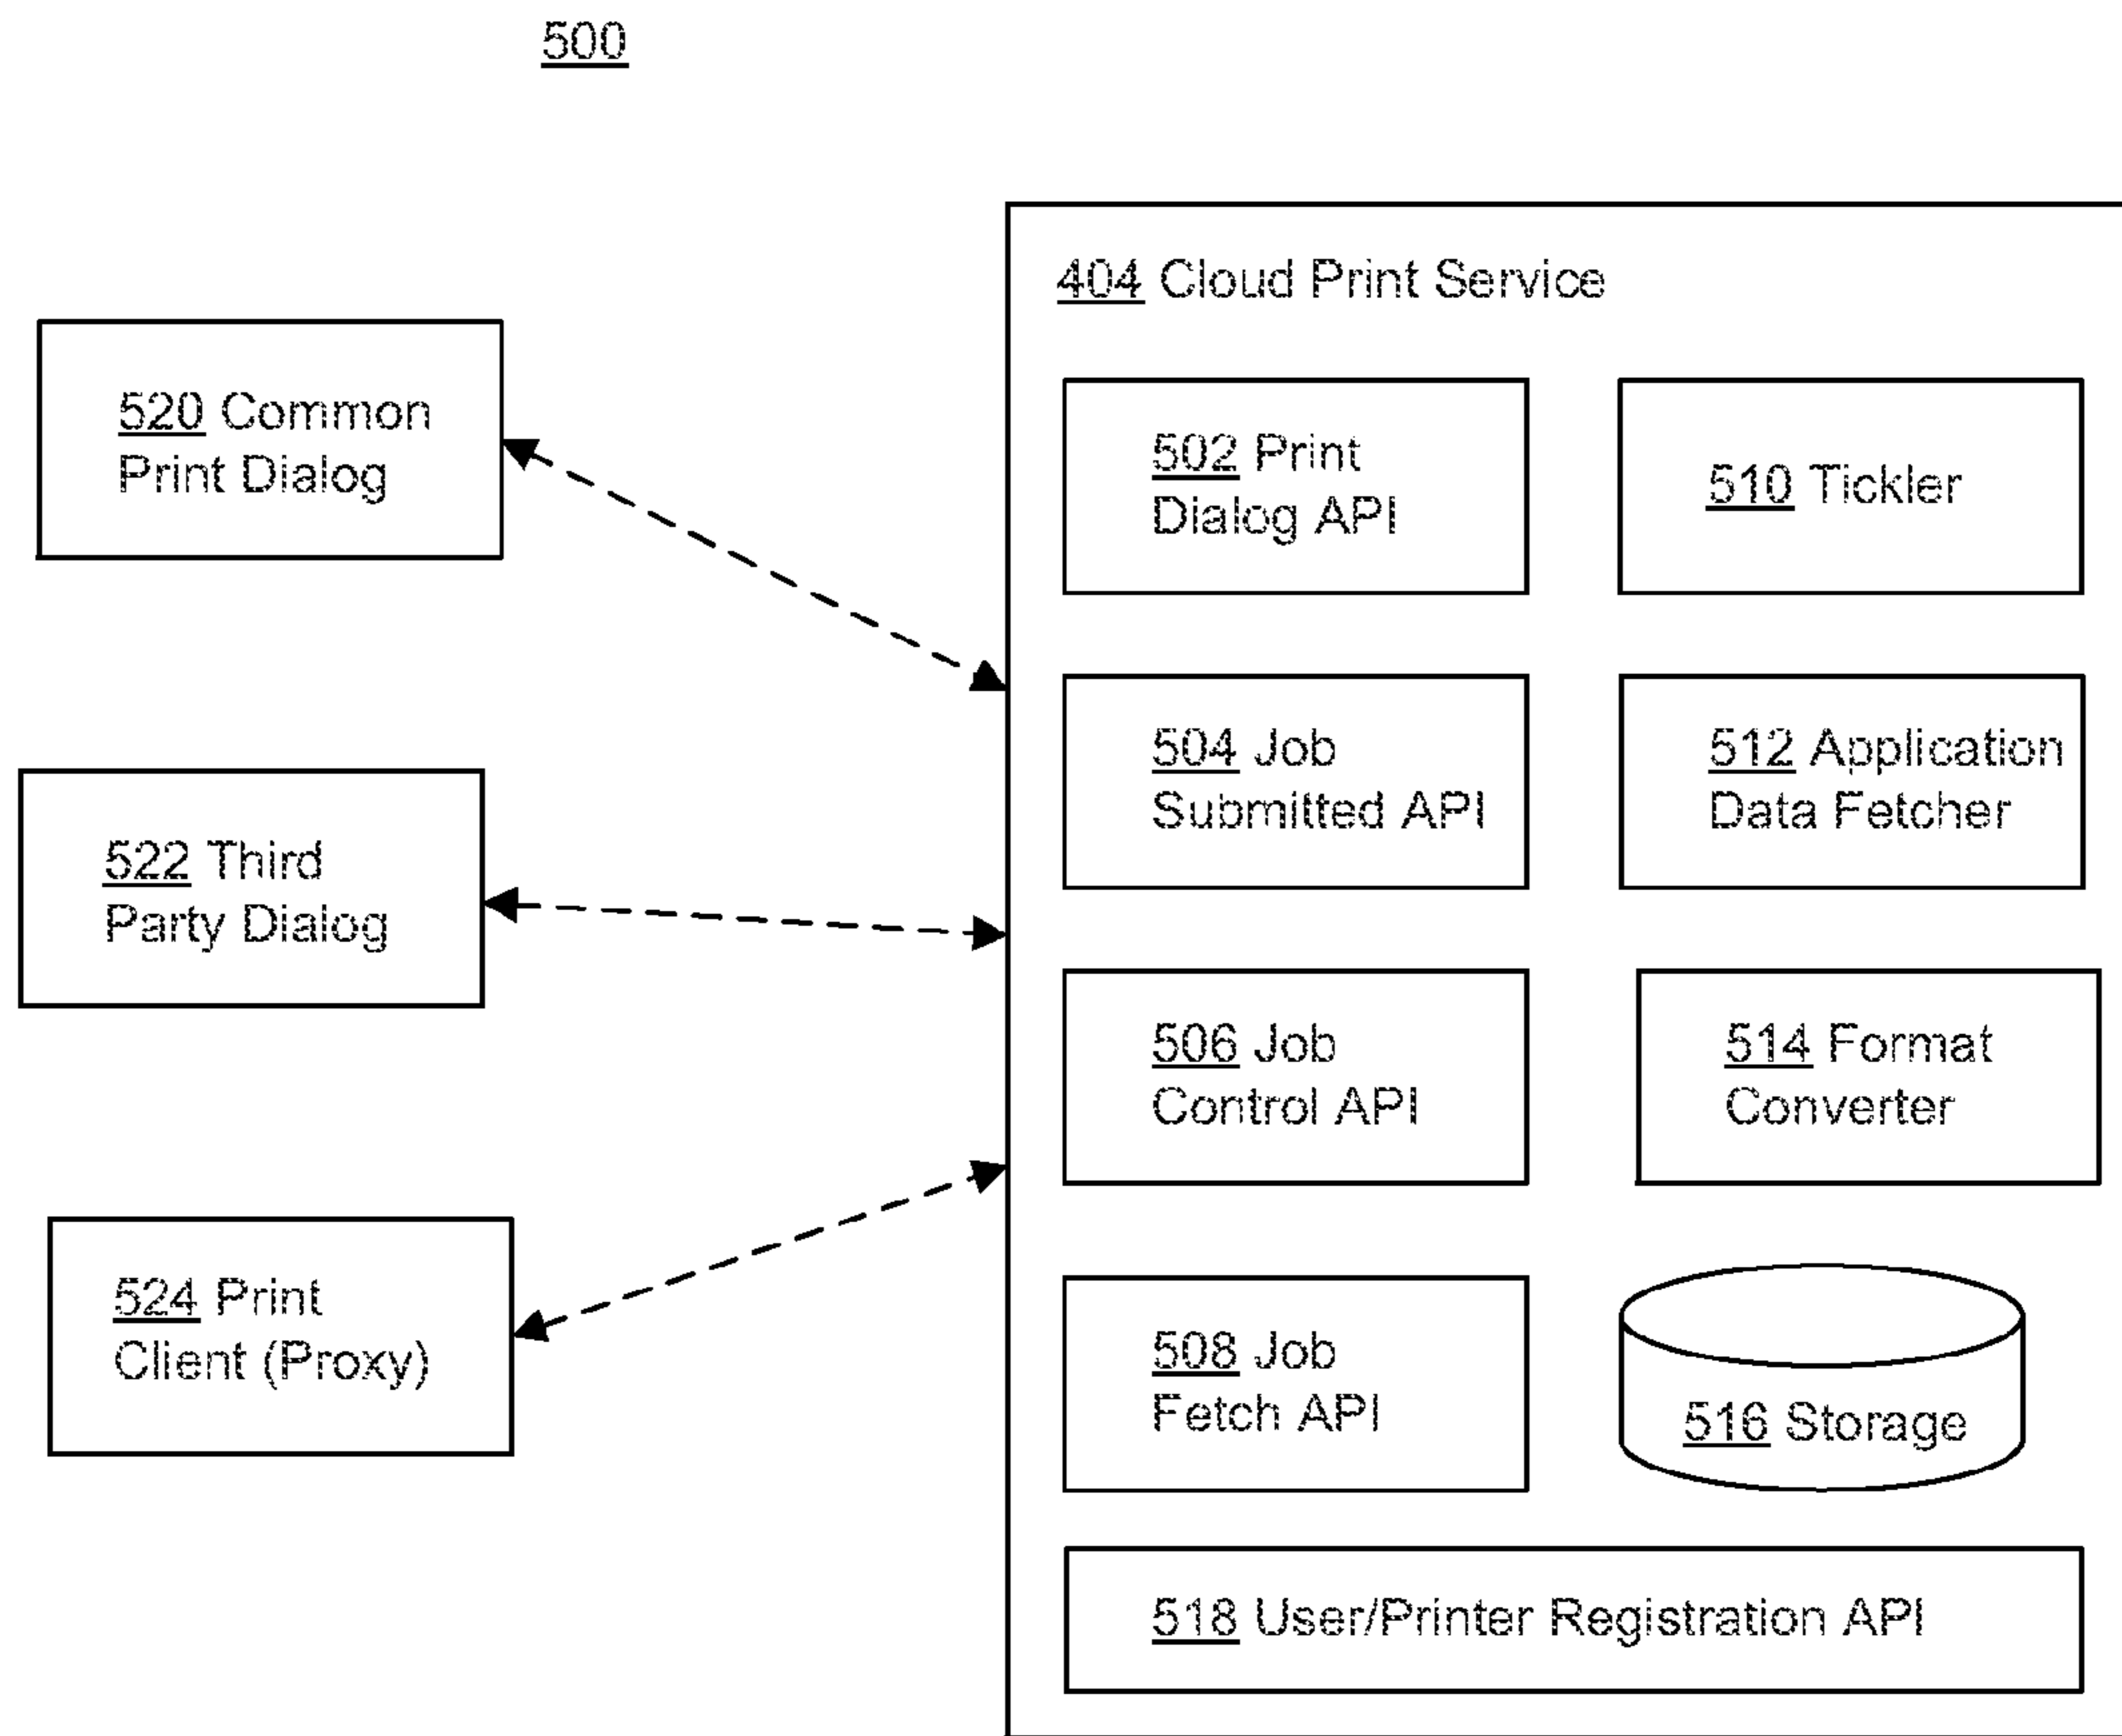 500
404 Cloud Print Service
520 Common
Print Dialog
502 Print
Dialog API
510 Tickler
504 Job
Submitted API
512 Application
Data Fetcher
522 Third
Party Dialog
506 Job
Control API
514 Format
Converter
524 Print
Client (Proxy)
508 Job
Fetch API
516 Storage
518 User/Printer Registration API